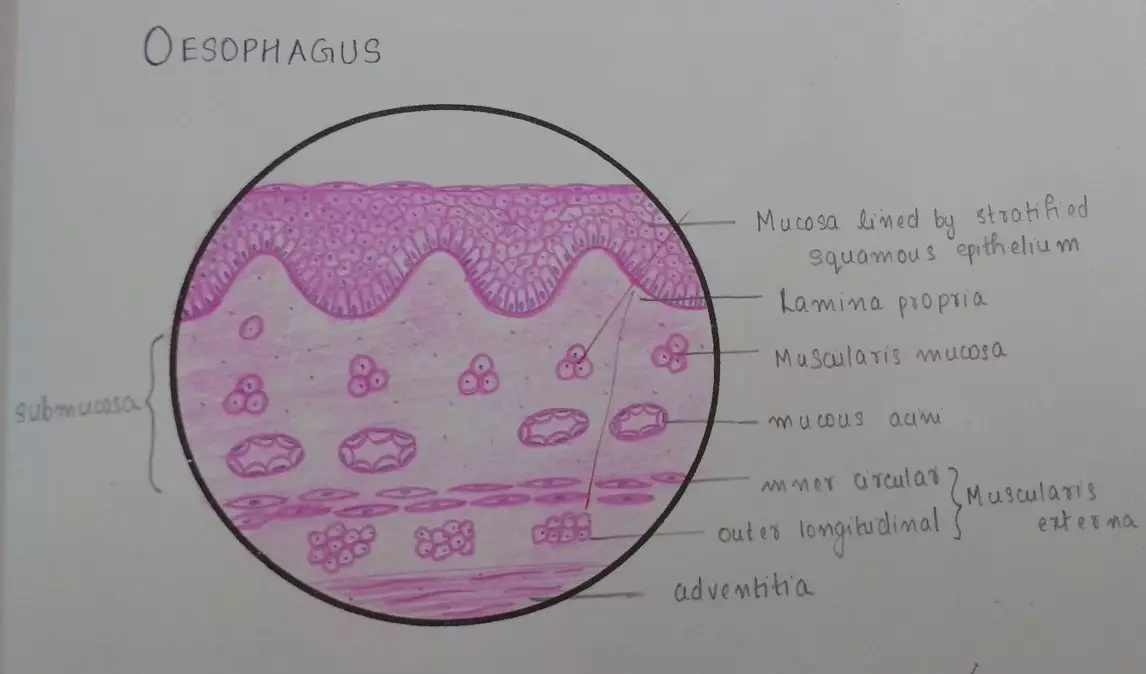 OESOPHAGUS
Mucosa lined by stratified
squamous epithelium
Lamina propria
Muscularis mucosa
submucosa
mucous acini
inner circular
Muscularis
outer longitudinal
externa
adventitia